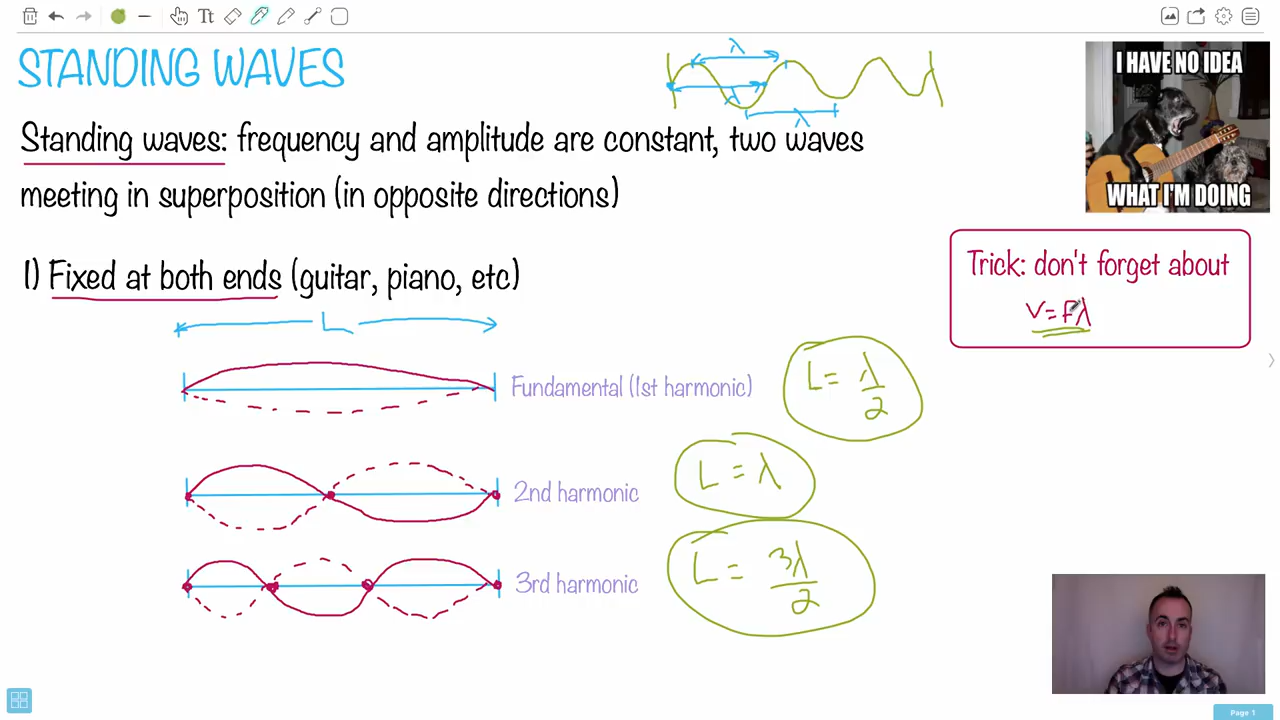 STANDING WAVES
λ
λ
λ
I HAVE NO IDEA
WHAT I'M DOING
Standing waves: frequency and amplitude are constant, two waves
meeting in superposition (in opposite directions)
Trick: don't forget about
v=fλ
1) Fixed at both ends (guitar, piano, etc)
L
Fundamental (1st harmonic)
L = λ/2
2nd harmonic
L = λ
3rd harmonic
L = 3λ/2
Tt
Page 1